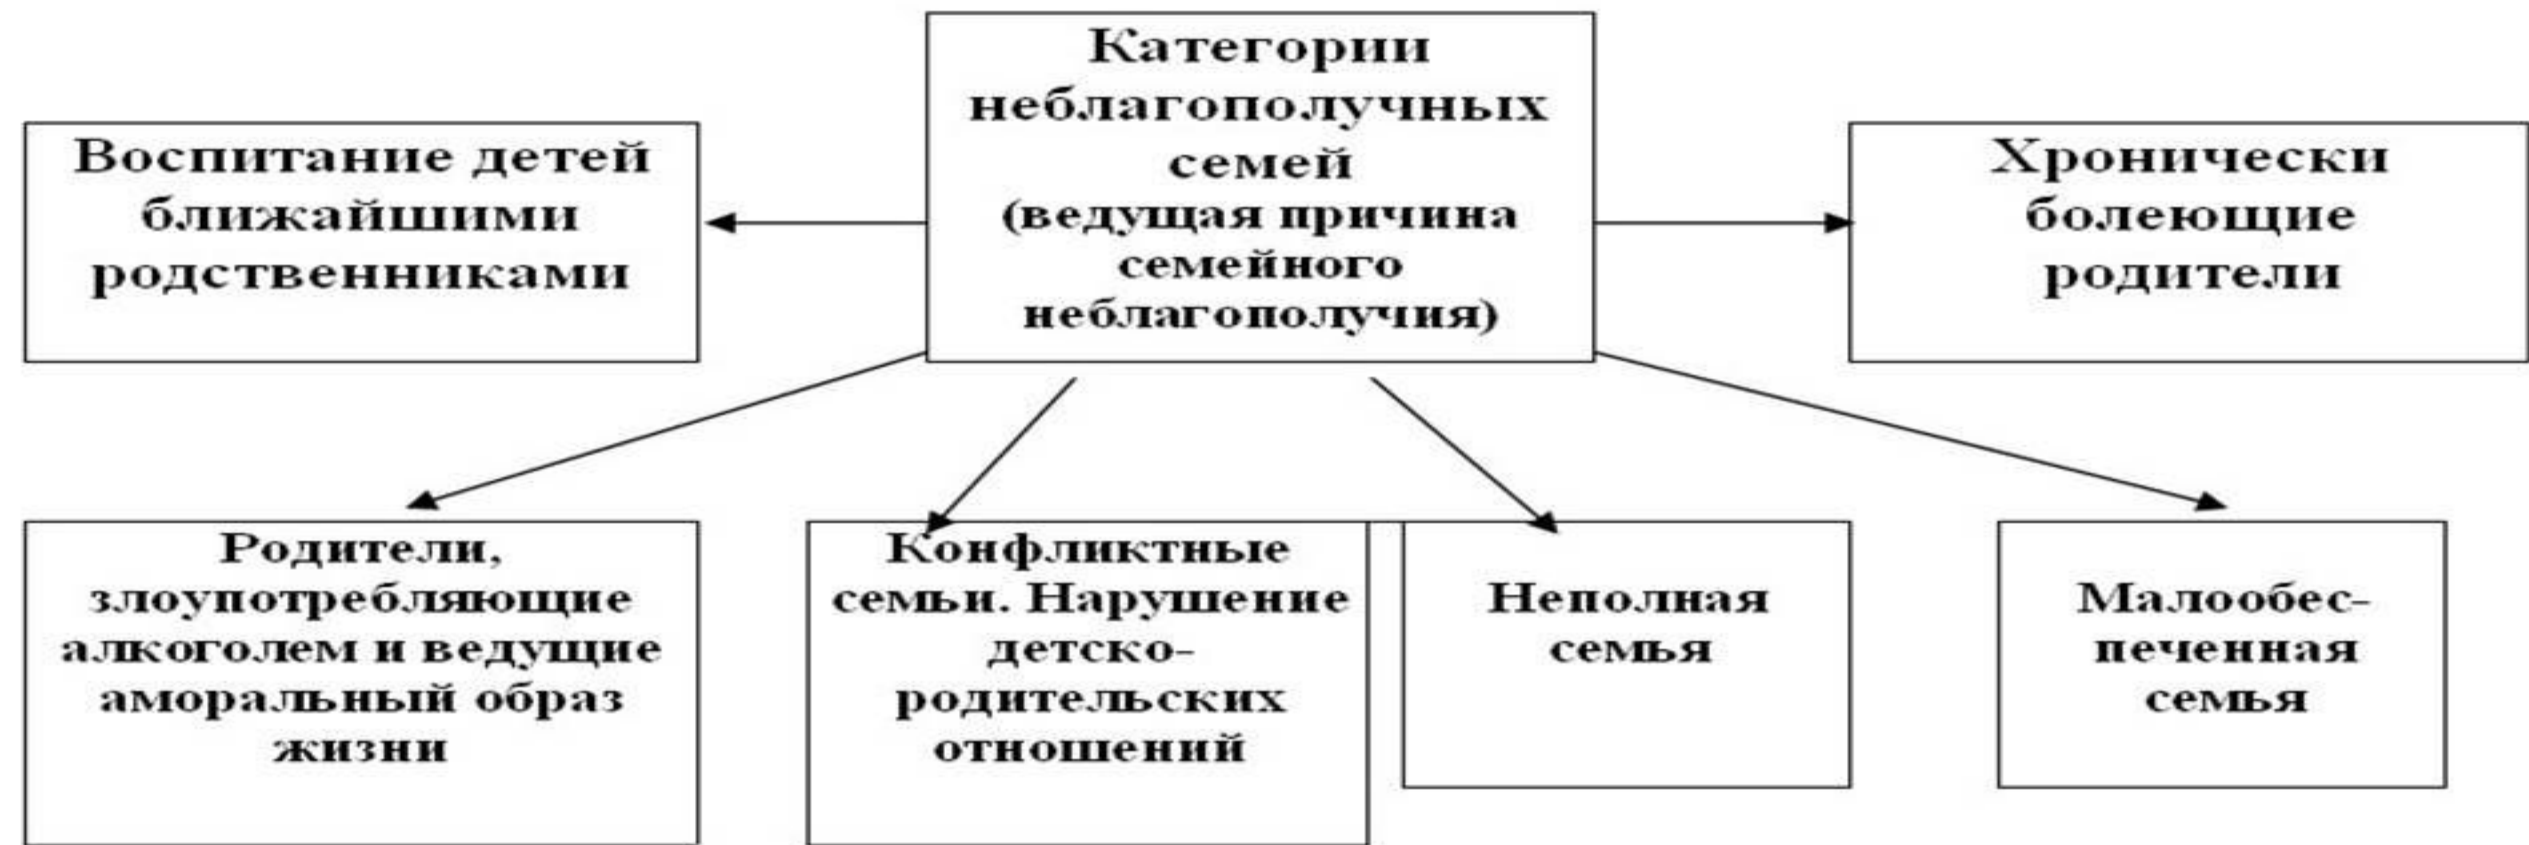 Категории
неблагополучных
семей
(ведущая причина
семейного
неблагополучия)
Воспитание детей
ближайшими
родственниками
Хронически
болеющие
родители
Родители,
злоупотребляющие
алкоголем и ведущие
аморальный образ
жизни
Конфликтные
семьи. Нарушение
детско-
родительских
отношений
Неполная
семья
Малообес-
печенная
семья